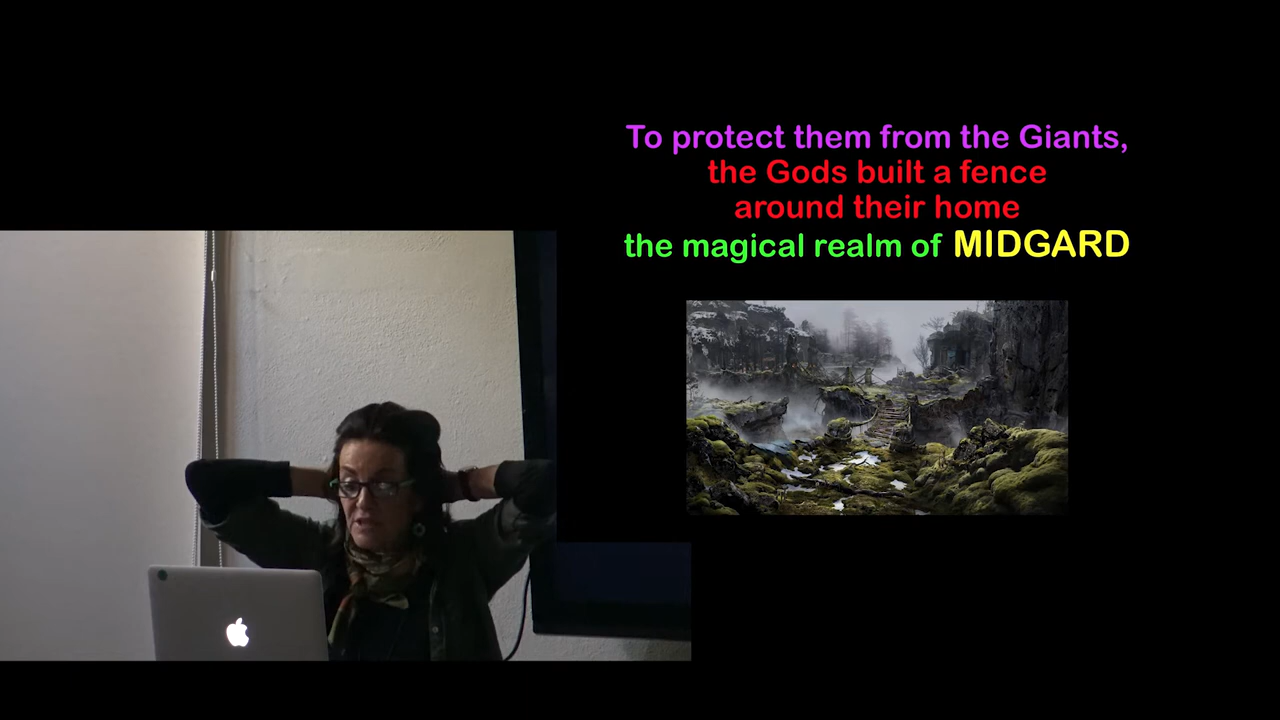 To protect them from the Giants,
the Gods built a fence
around their home
the magical realm of MIDGARD